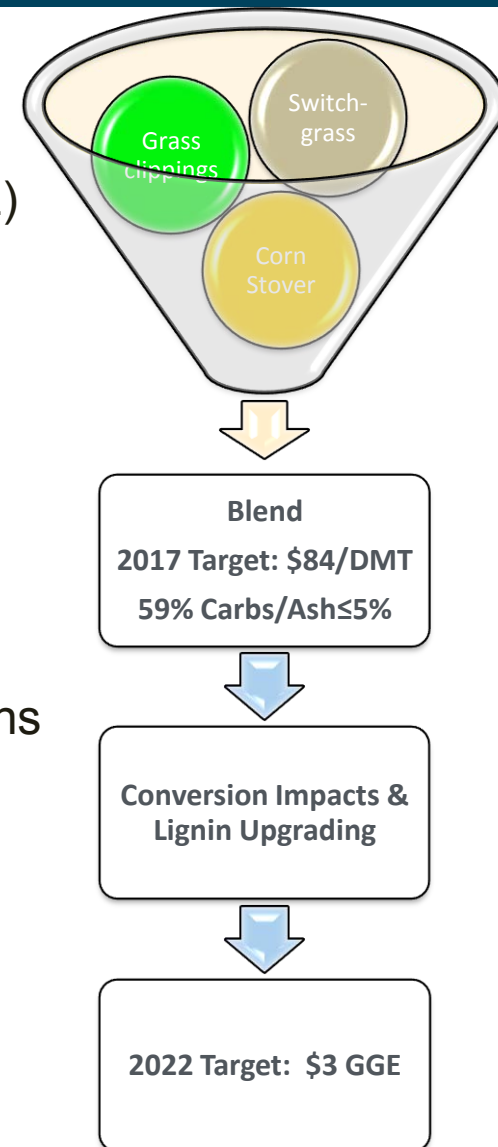 Grass
clippings
Switch-
grass
)
Corn
Stover
Blend
2017 Target: $84/DMT
59% Carbs/Ash≤5%
ns
Conversion Impacts &
Lignin Upgrading
2022 Target:  $3 GGE